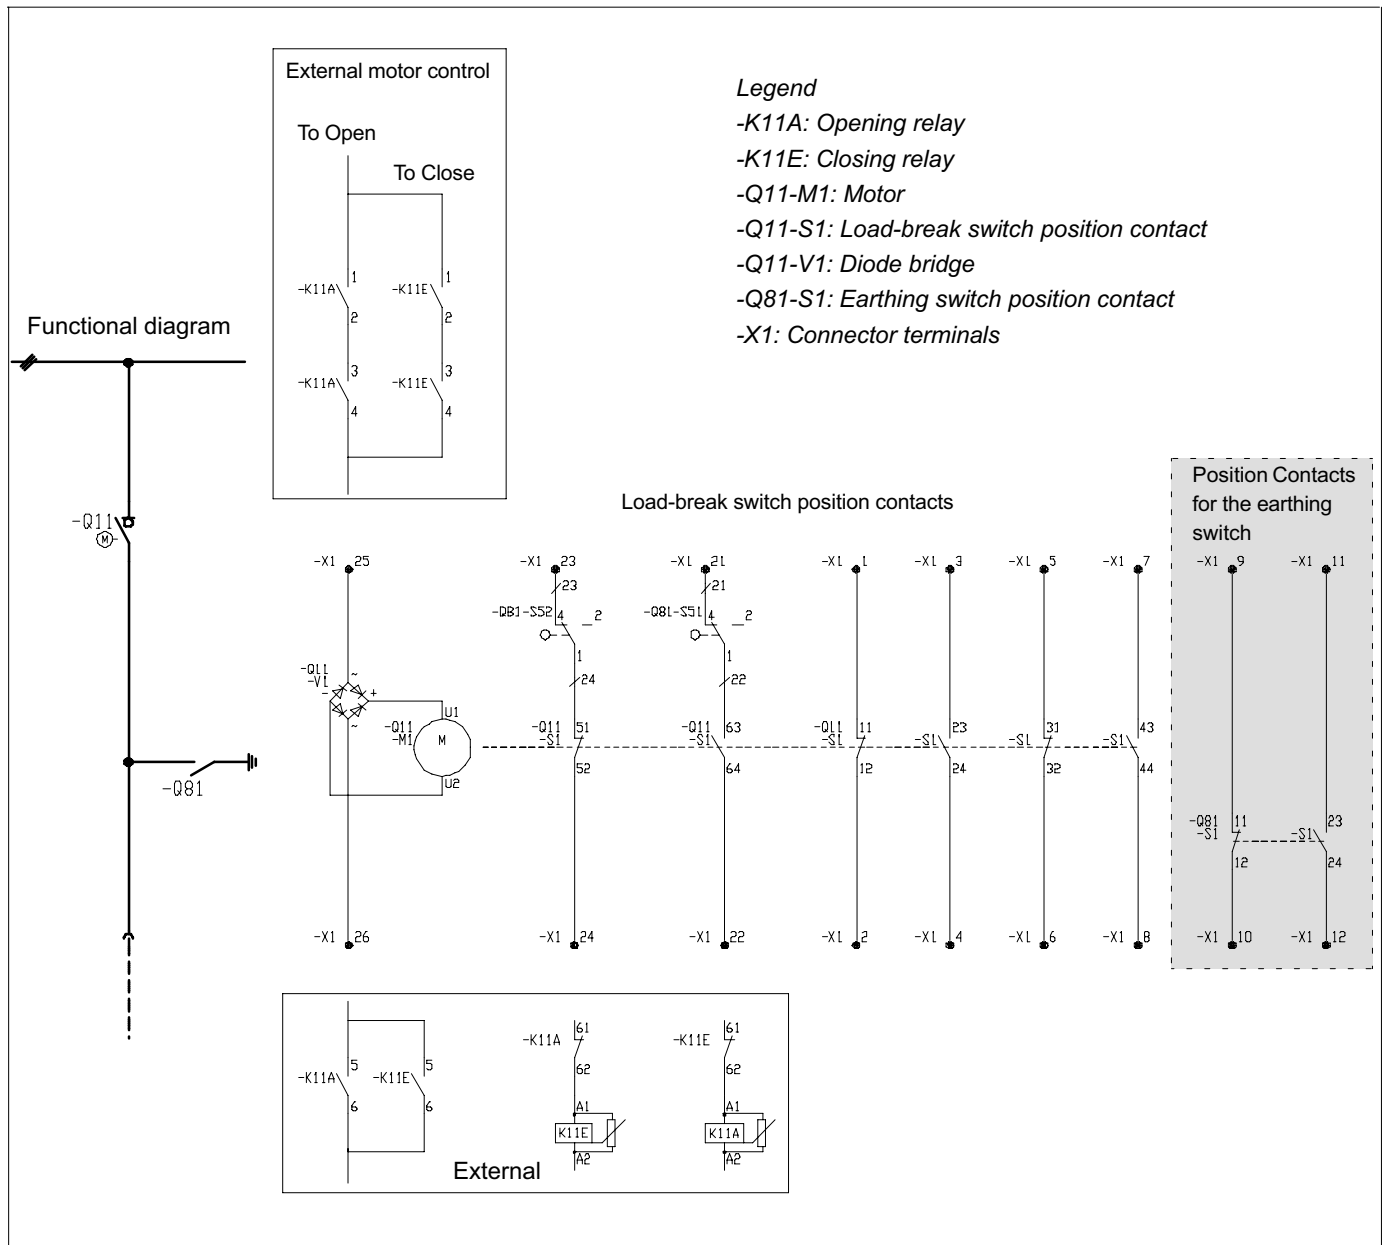 External motor control
To Open
To Close
-K11A 1 2
-K11E 1 2
-K11A 3 4
-K11E 3 4
Legend
-K11A: Opening relay
-K11E: Closing relay
-Q11-M1: Motor
-Q11-S1: Load-break switch position contact
-Q11-V1: Diode bridge
-Q81-S1: Earthing switch position contact
-X1: Connector terminals
Functional diagram
-Q11
M
-Q81
Load-break switch position contacts
Position Contacts
for the earthing
switch
-X1 25
-X1 23
-X1 21
-X1 1
-X1 3
-X1 5
-X1 7
-X1 9
-X1 11
23
21
-QB1-S52 4 2
-Q81-S51 4 2
1
1
24
22
-Q11
-V1
~
- +
~
U1
-Q11
-M1
M
U2
-Q11 51
-S1
52
-Q11 63
-S1
64
-Q11 11
-S1
12
23
-S1
24
31
-S1
32
43
-S1
44
-Q81 11
-S1
12
23
-S1
24
-X1 26
-X1 24
-X1 22
-X1 2
-X1 4
-X1 6
-X1 8
-X1 10
-X1 12
-K11A 5 6
-K11E 5 6
-K11A 61 62
-K11E 61 62
A1
K11E
A2
A1
K11A
A2
External